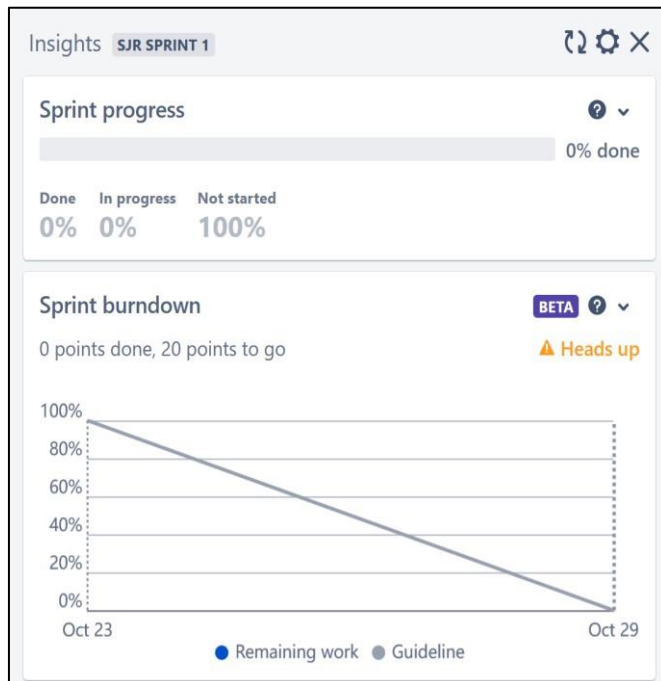 Insights SJR SPRINT 1
Sprint progress
0% done
Done In progress Not started
0% 0% 100%
Sprint burndown BETA
0 points done, 20 points to go Heads up
100%
80%
60%
40%
20%
0%
Oct 23 Oct 29
Remaining work Guideline